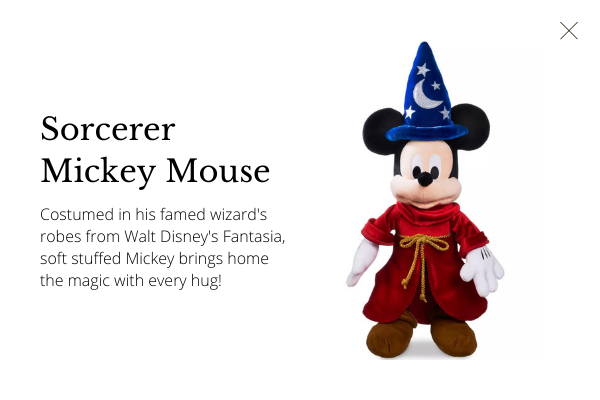 Sorcerer
Mickey Mouse
Costumed in his famed wizard's
robes from Walt Disney's Fantasia,
soft stuffed Mickey brings home
the magic with every hug!